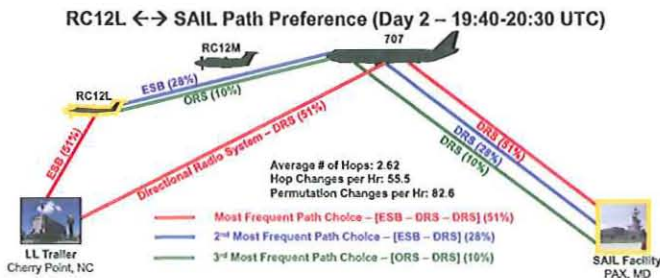 RC12L ←→ SAIL Path Preference (Day 2 – 19:40-20:30 UTC)
RC12M
707
RC12L
ESB (28%)
ORS (10%)
ESB (51%)
Directional Radio System – DRS (51%)
DRS (51%)
DRS (28%)
DRS (10%)
Average # of Hops: 2.62
Hop Changes per Hr: 55.5
Permutation Changes per Hr: 82.6
Most Frequent Path Choice – [ESB – DRS – DRS] (51%)
2nd Most Frequent Path Choice – [ESB – DRS] (28%)
3rd Most Frequent Path Choice – [ORS – DRS] (10%)
LL Trailer
Cherry Point, NC
SAIL Facility
PAX, MD